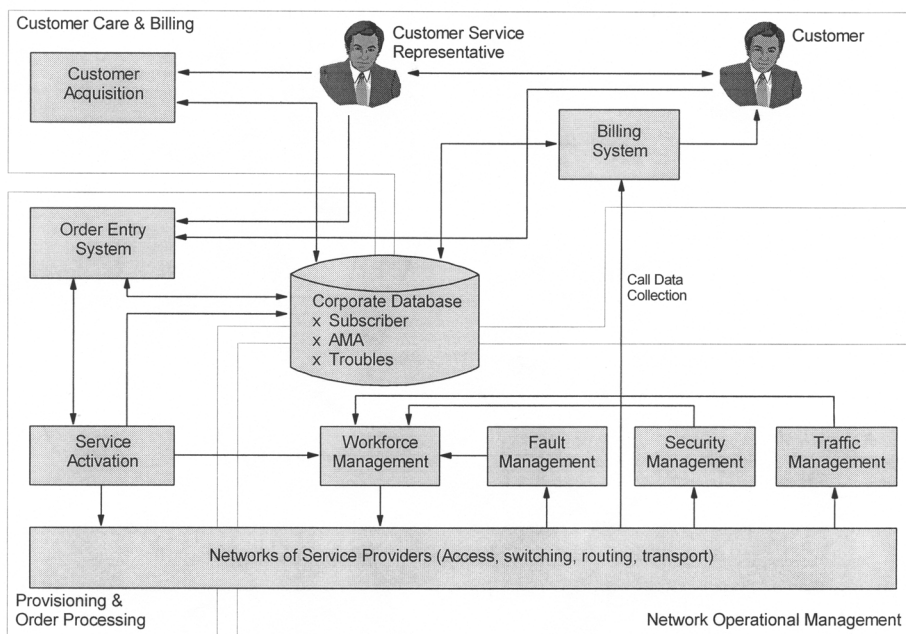 Customer Care & Billing
Customer Service
Representative
Customer
Customer
Acquisition
Billing
System
Order Entry
System
Call Data
Collection
Corporate Database
x Subscriber
x AMA
x Troubles
Service
Activation
Workforce
Management
Fault
Management
Security
Management
Traffic
Management
Networks of Service Providers (Access, switching, routing, transport)
Provisioning &
Order Processing
Network Operational Management